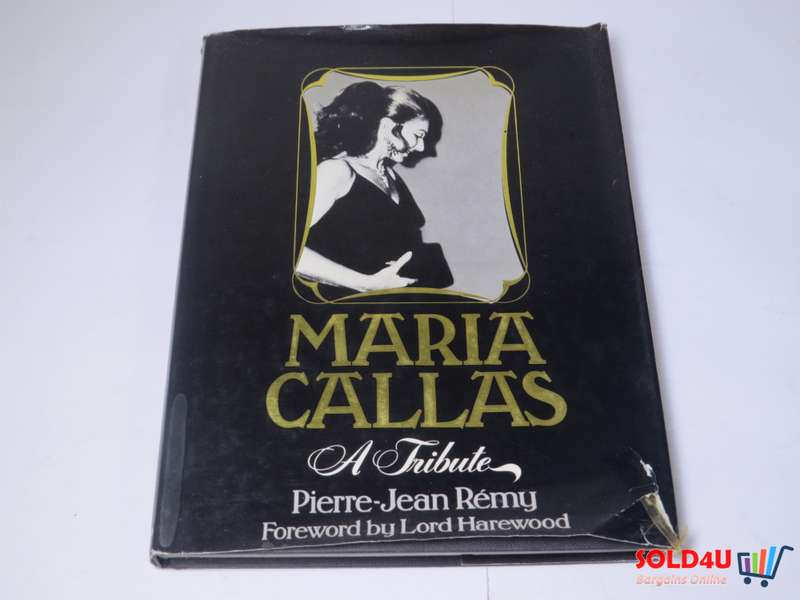 MARIA
CALLAS
A Tribute
Pierre-Jean Rémy
Foreword by Lord Harewood
SOLD4U
Bargains Online